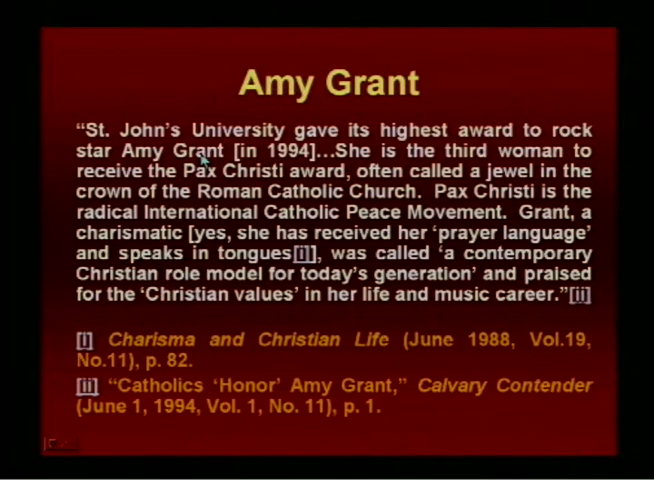 Amy Grant
“St. John’s University gave its highest award to rock
star Amy Grant [in 1994]…She is the third woman to
receive the Pax Christi award, often called a jewel in the
crown of the Roman Catholic Church. Pax Christi is the
radical International Catholic Peace Movement. Grant, a
charismatic [yes, she has received her ‘prayer language’
and speaks in tongues[i]], was called ‘a contemporary
Christian role model for today’s generation’ and praised
for the ‘Christian values’ in her life and music career.”[ii]
[i] Charisma and Christian Life (June 1988, Vol.19,
No.11), p. 82.
[ii] “Catholics ‘Honor’ Amy Grant,” Calvary Contender
(June 1, 1994, Vol. 1, No. 11), p. 1.